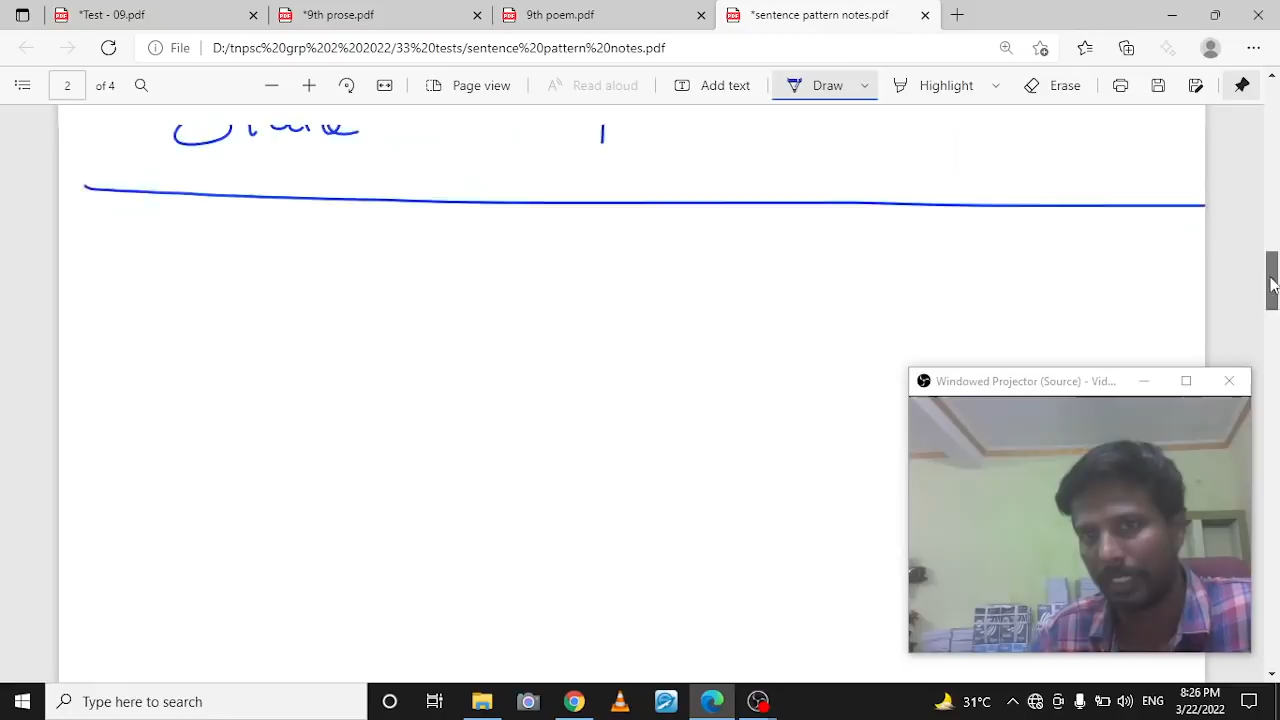 *Test - 09.pdf
*9th prose.pdf
9th poem.pdf
*sentence pattern notes.pdf
File
D:/tnpsc%20grp%202%202022/33%20tests/sentence%20pattern%20notes.pdf
2 of 4
Page view
Read aloud
Add text
Draw
Highlight
Erase
Windowed Projector (Source) - Vid...
Type here to search
31°C
ENG
8:26 PM
3/22/2022